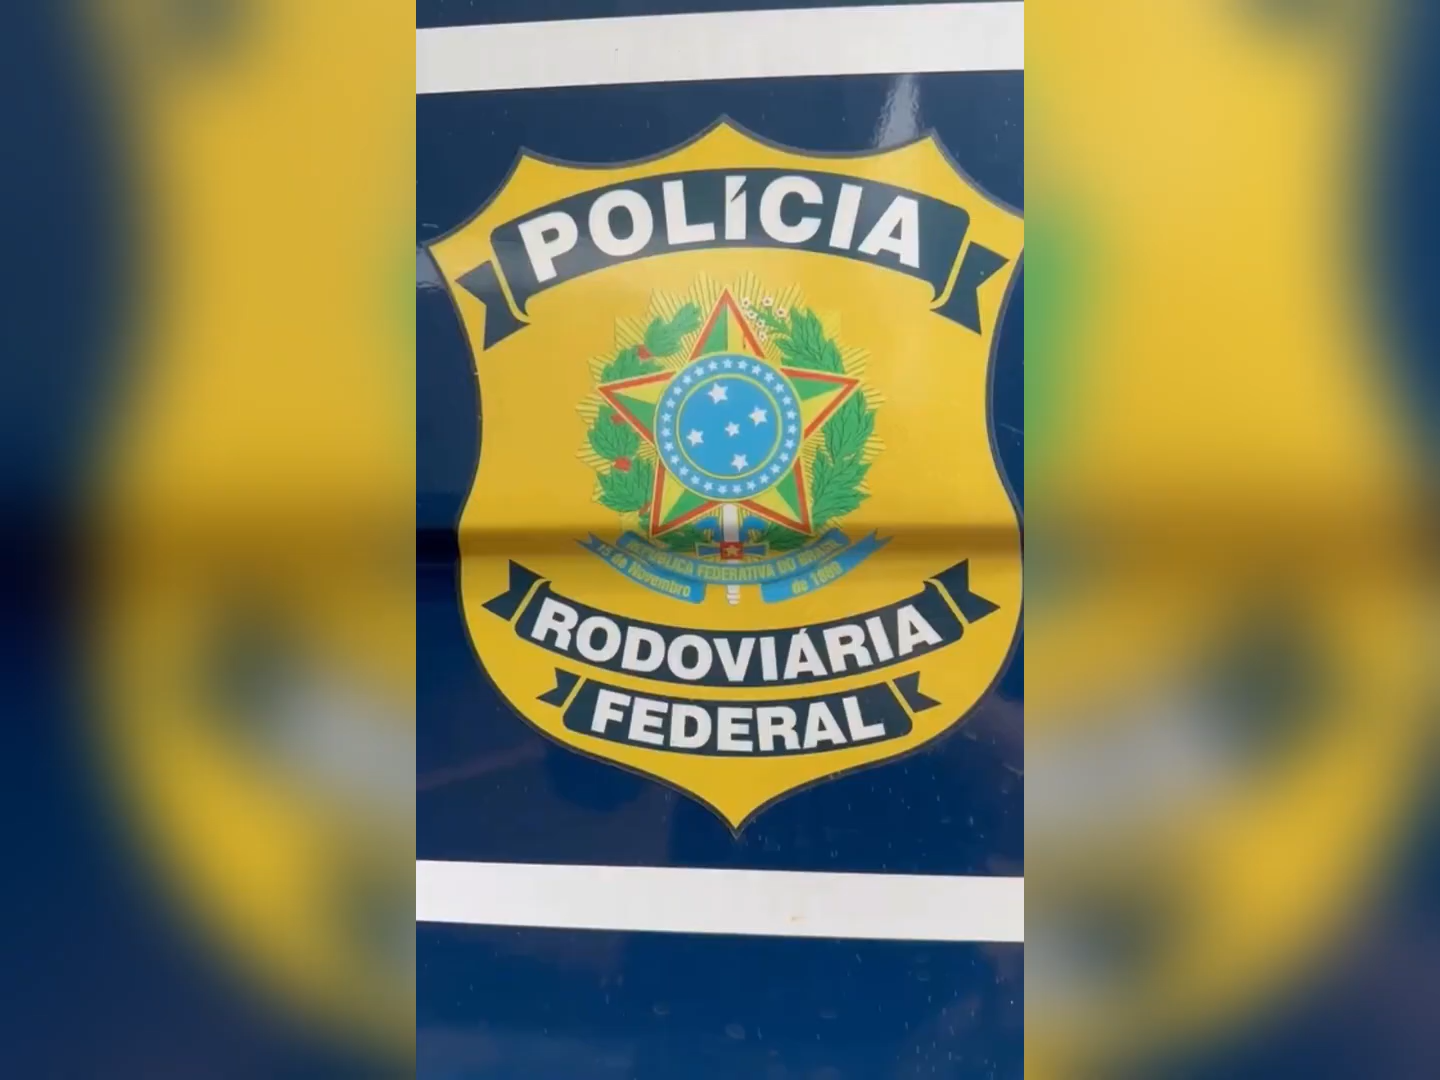 POLÍCIA
REPÚBLICA FEDERATIVA DO BRASIL
15 de Novembro de 1889
RODOVIÁRIA
FEDERAL